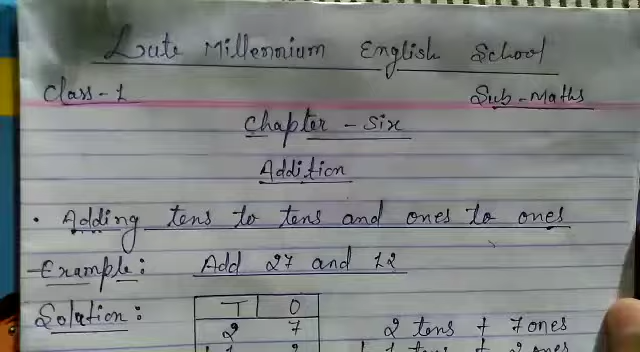 Lute Millennium English School
Class - 1 Sub - Maths
Chapter - Six
Addition
• Adding tens to tens and ones to ones
Example: Add 27 and 12
Solution: T O
2 7 2 tens + 7 ones